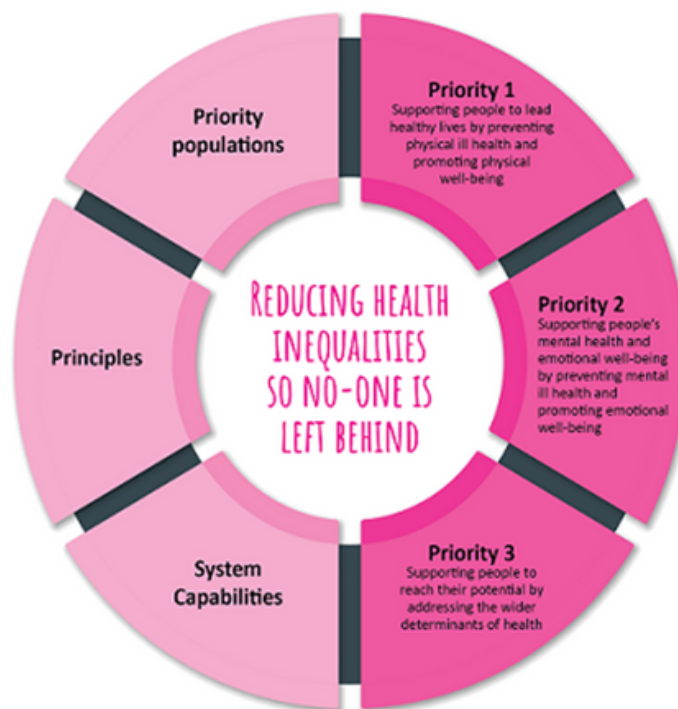 Priority
populations
Principles
System
Capabilities
REDUCING HEALTH
INEQUALITIES
SO NO-ONE IS
LEFT BEHIND
Priority 1
Supporting people to lead
healthy lives by preventing
physical ill health and
promoting physical
well-being
Priority 2
Supporting people's
mental health and
emotional well-being
by preventing mental
ill health and
promoting emotional
well-being
Priority 3
Supporting people to
reach their potential by
addressing the wider
determinants of health